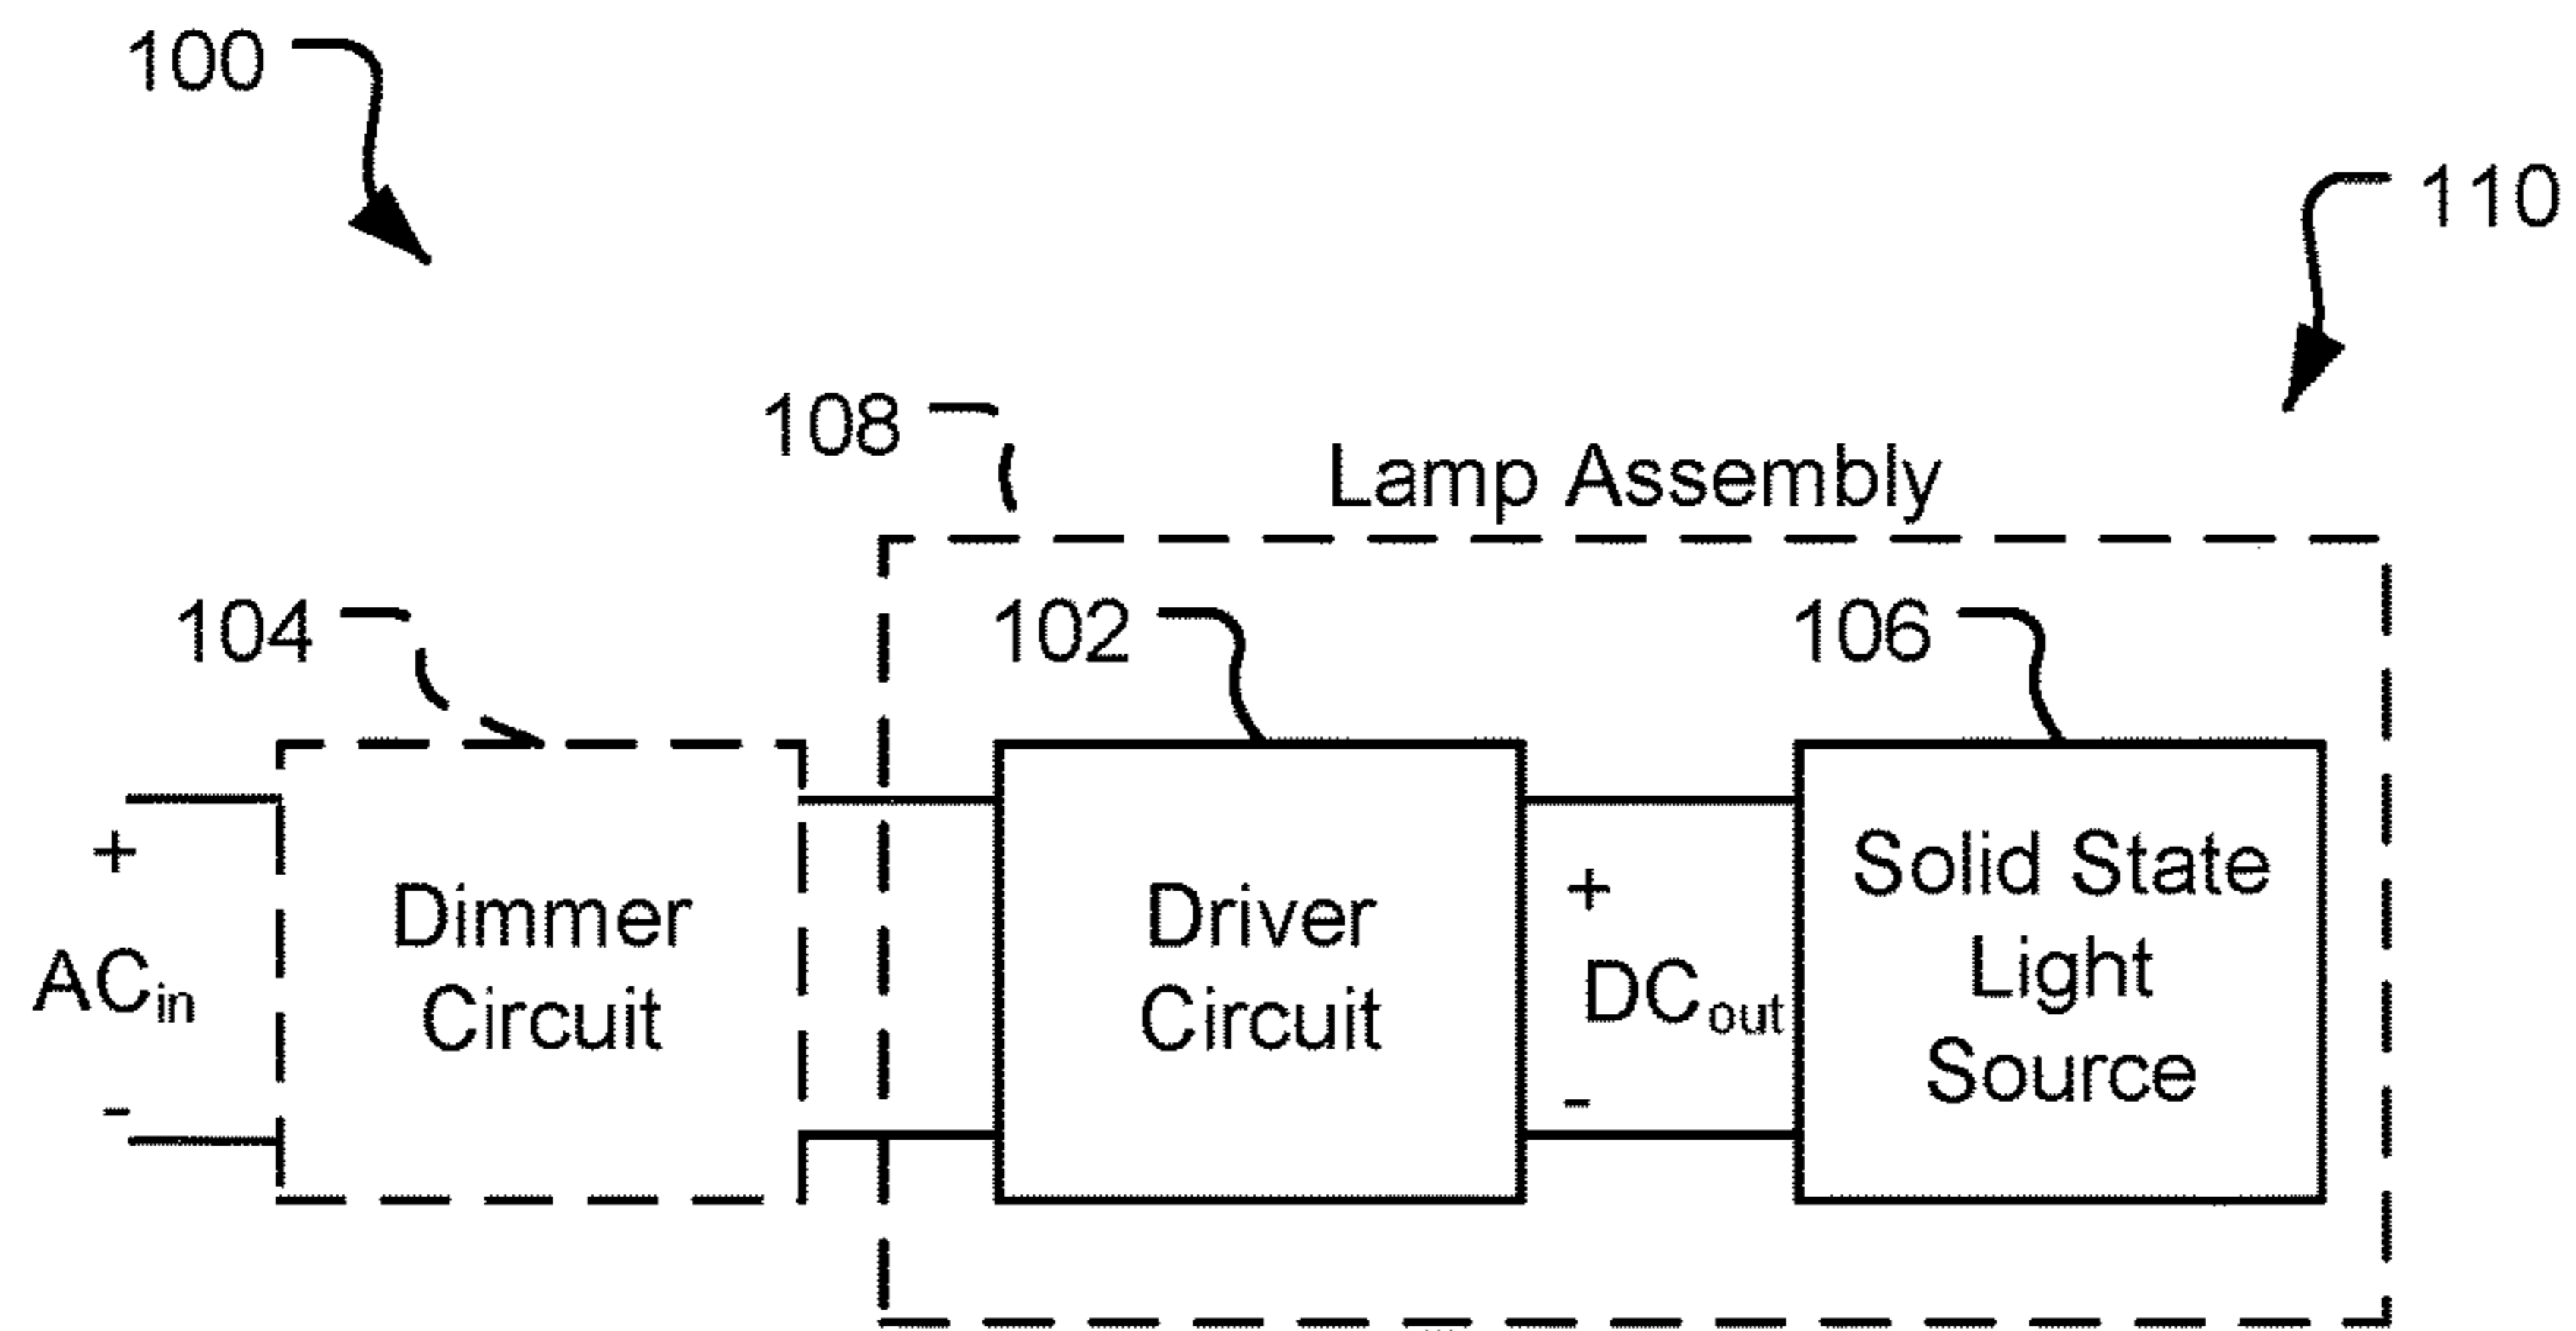 100
110
108
Lamp Assembly
104
102
106
+
ACin
-
Dimmer
Circuit
Driver
Circuit
+
DCout
-
Solid State
Light
Source